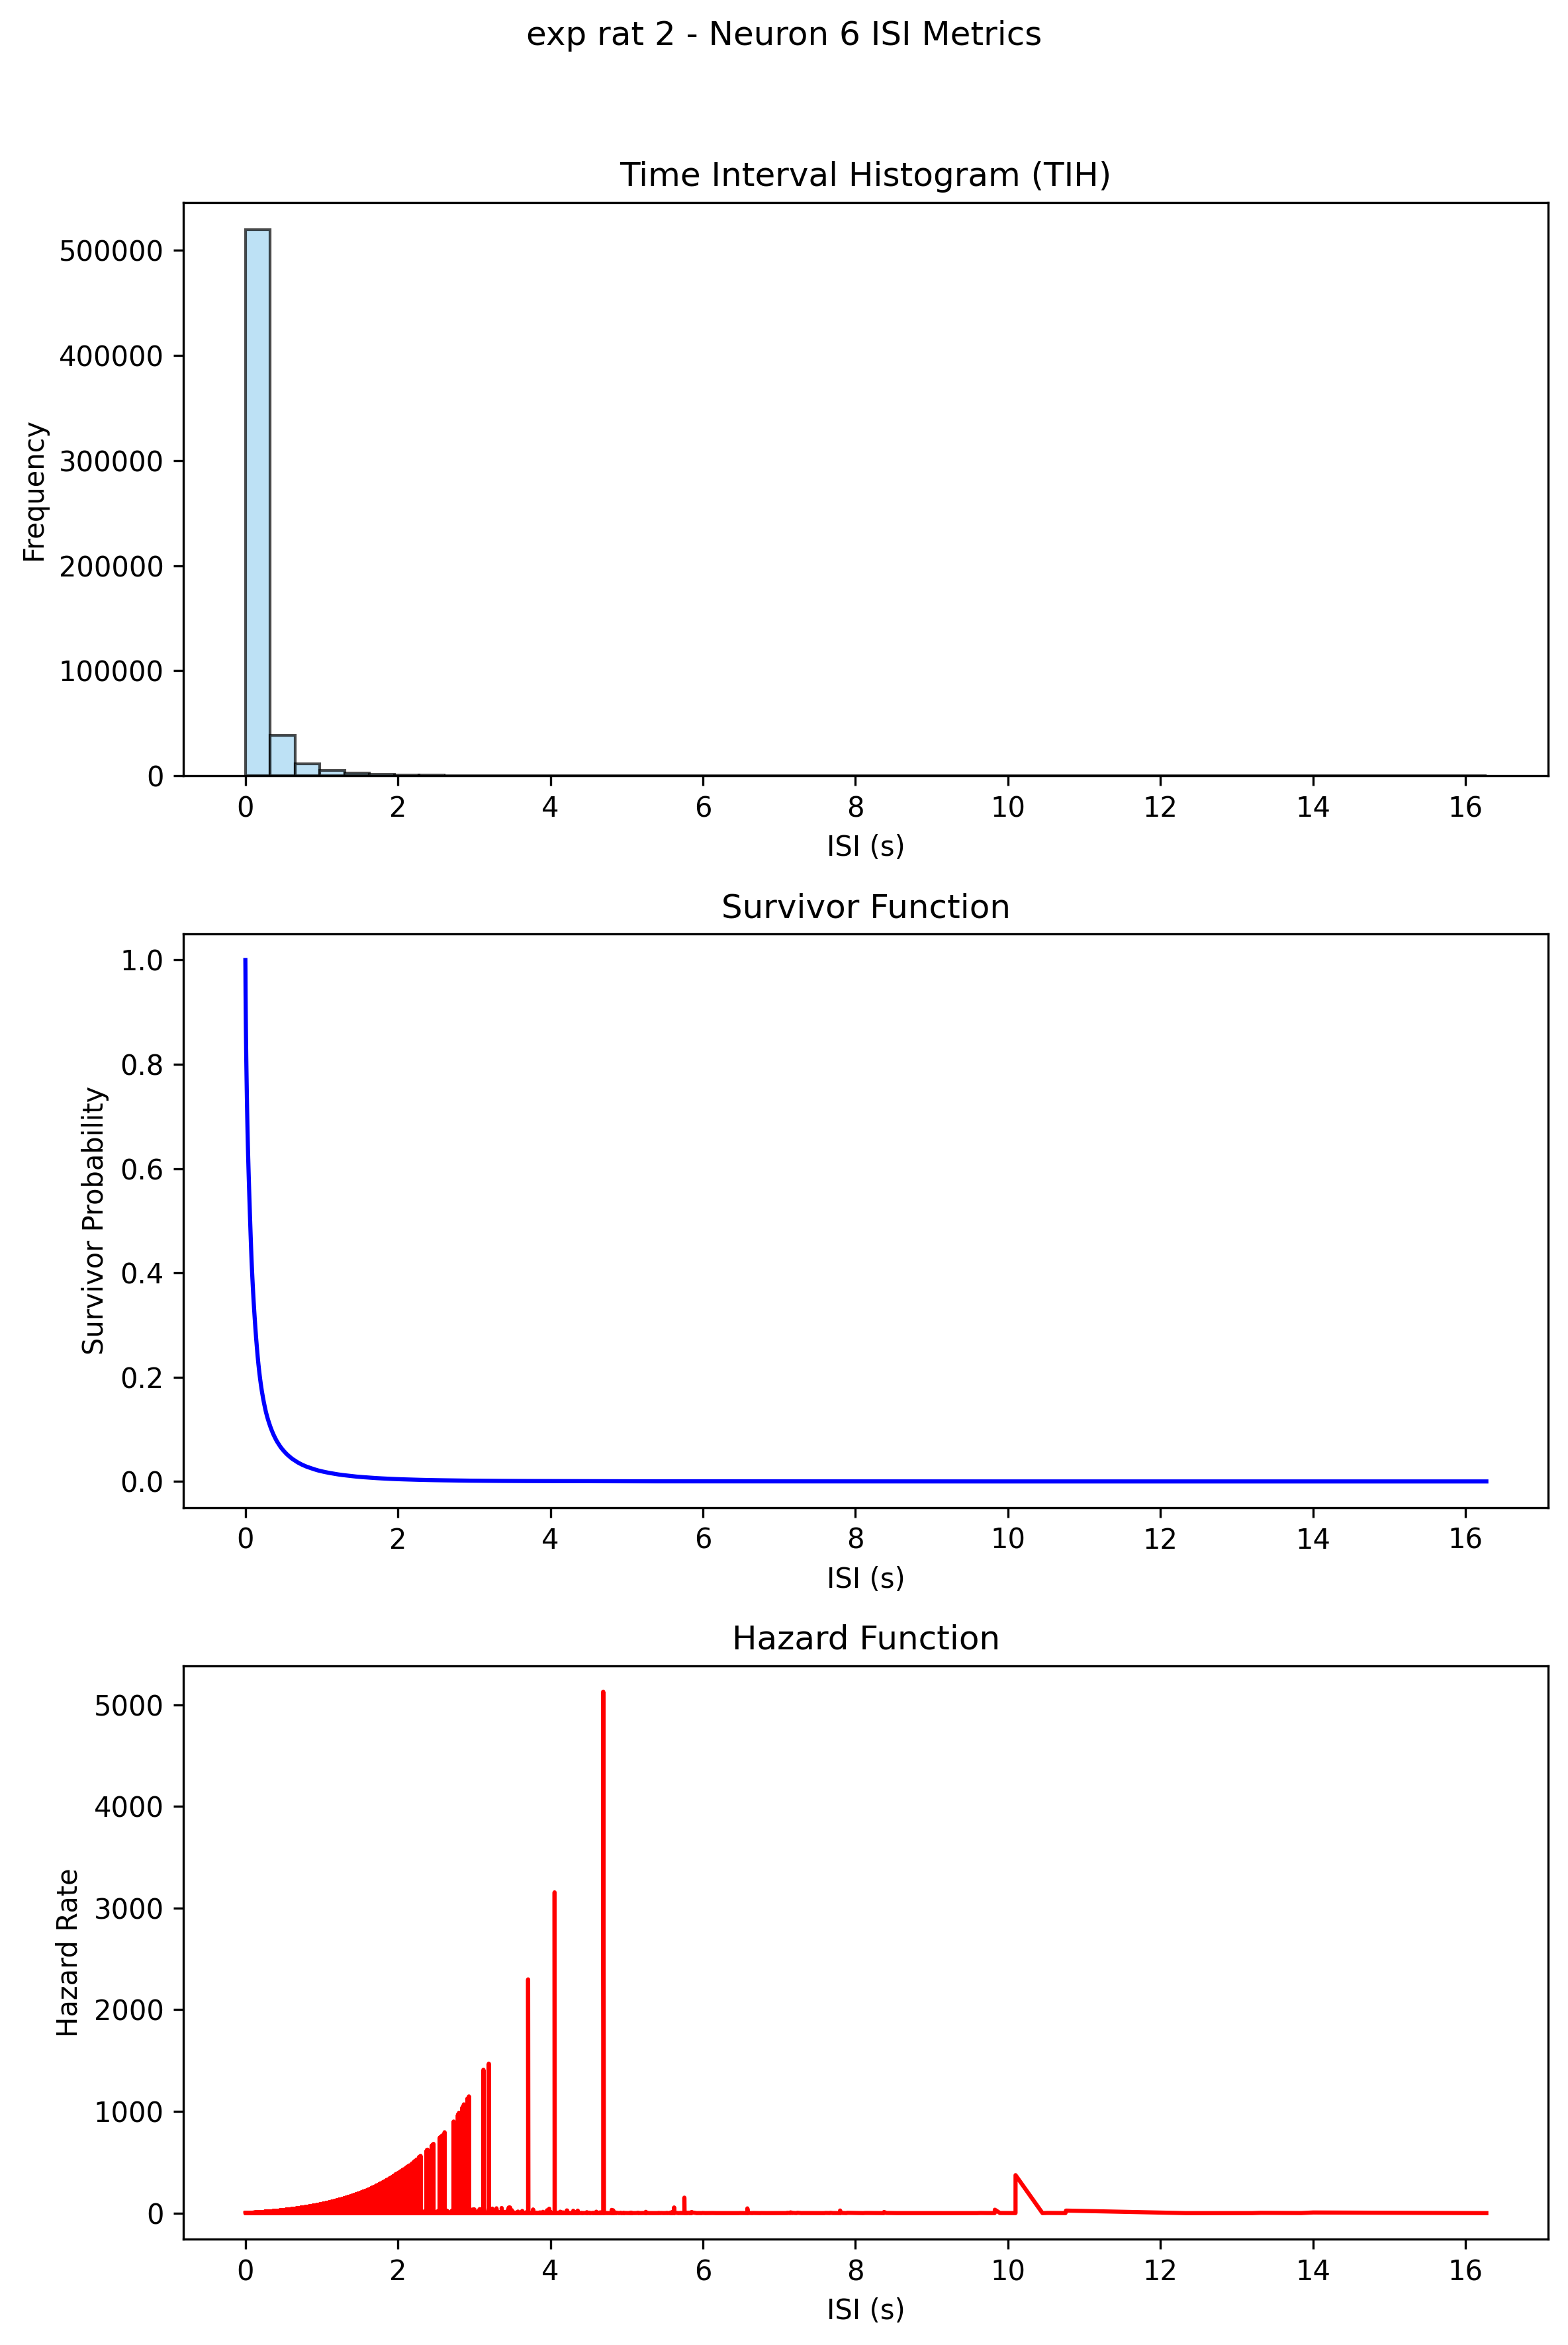 exp rat 2 - Neuron 6 ISI Metrics
Time Interval Histogram (TIH)
500000
400000
300000
200000
100000
0
Frequency
0 2 4 6 8 10 12 14 16
ISI (s)
Survivor Function
1.0
0.8
0.6
0.4
0.2
0.0
Survivor Probability
0 2 4 6 8 10 12 14 16
ISI (s)
Hazard Function
5000
4000
3000
2000
1000
0
Hazard Rate
0 2 4 6 8 10 12 14 16
ISI (s)